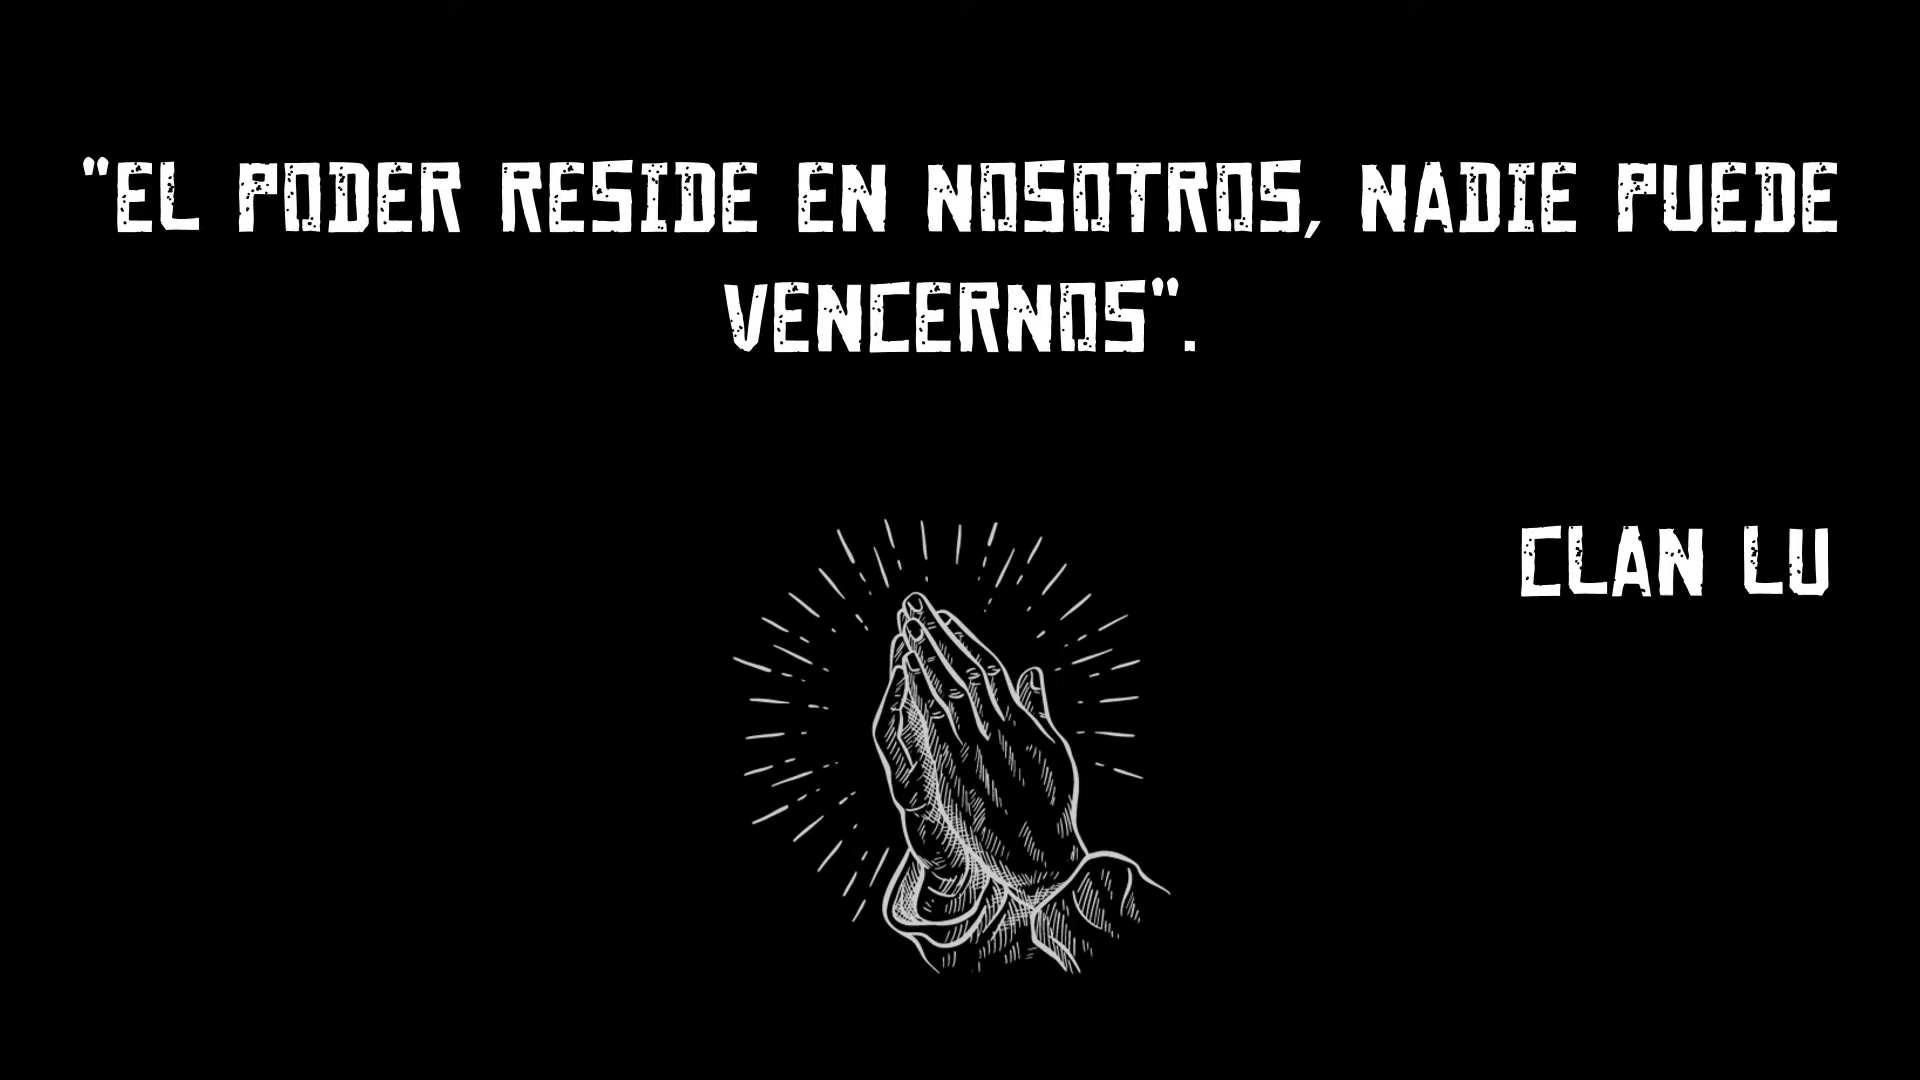 "EL PODER RESIDE EN NOSOTROS, NADIE PUEDE
VENCERNOS".
CLAN LU